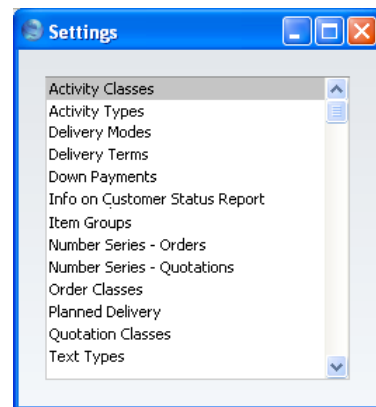 Settings
Activity Classes
Activity Types
Delivery Modes
Delivery Terms
Down Payments
Info on Customer Status Report
Item Groups
Number Series - Orders
Number Series - Quotations
Order Classes
Planned Delivery
Quotation Classes
Text Types